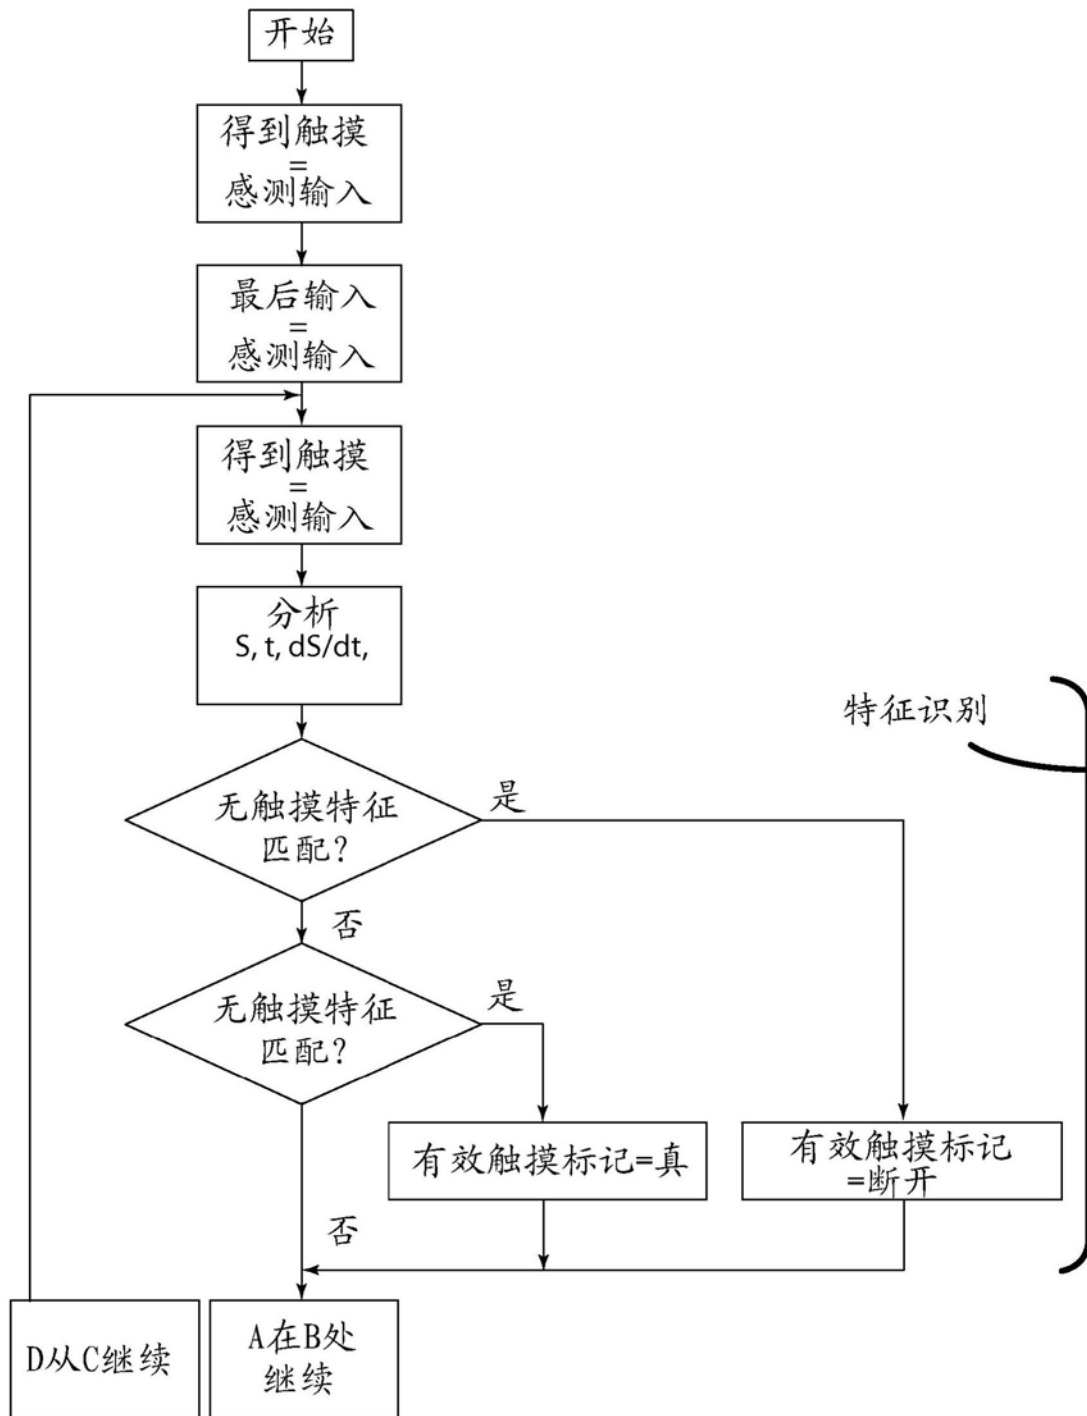 开始
得到触摸
=
感测输入
最后输入
=
感测输入
得到触摸
=
感测输入
分析
S, t, dS/dt,
特征识别
无触摸特征
匹配?
是
否
无触摸特征
匹配?
是
有效触摸标记=真
有效触摸标记
=断开
否
D从C继续
A在B处
继续